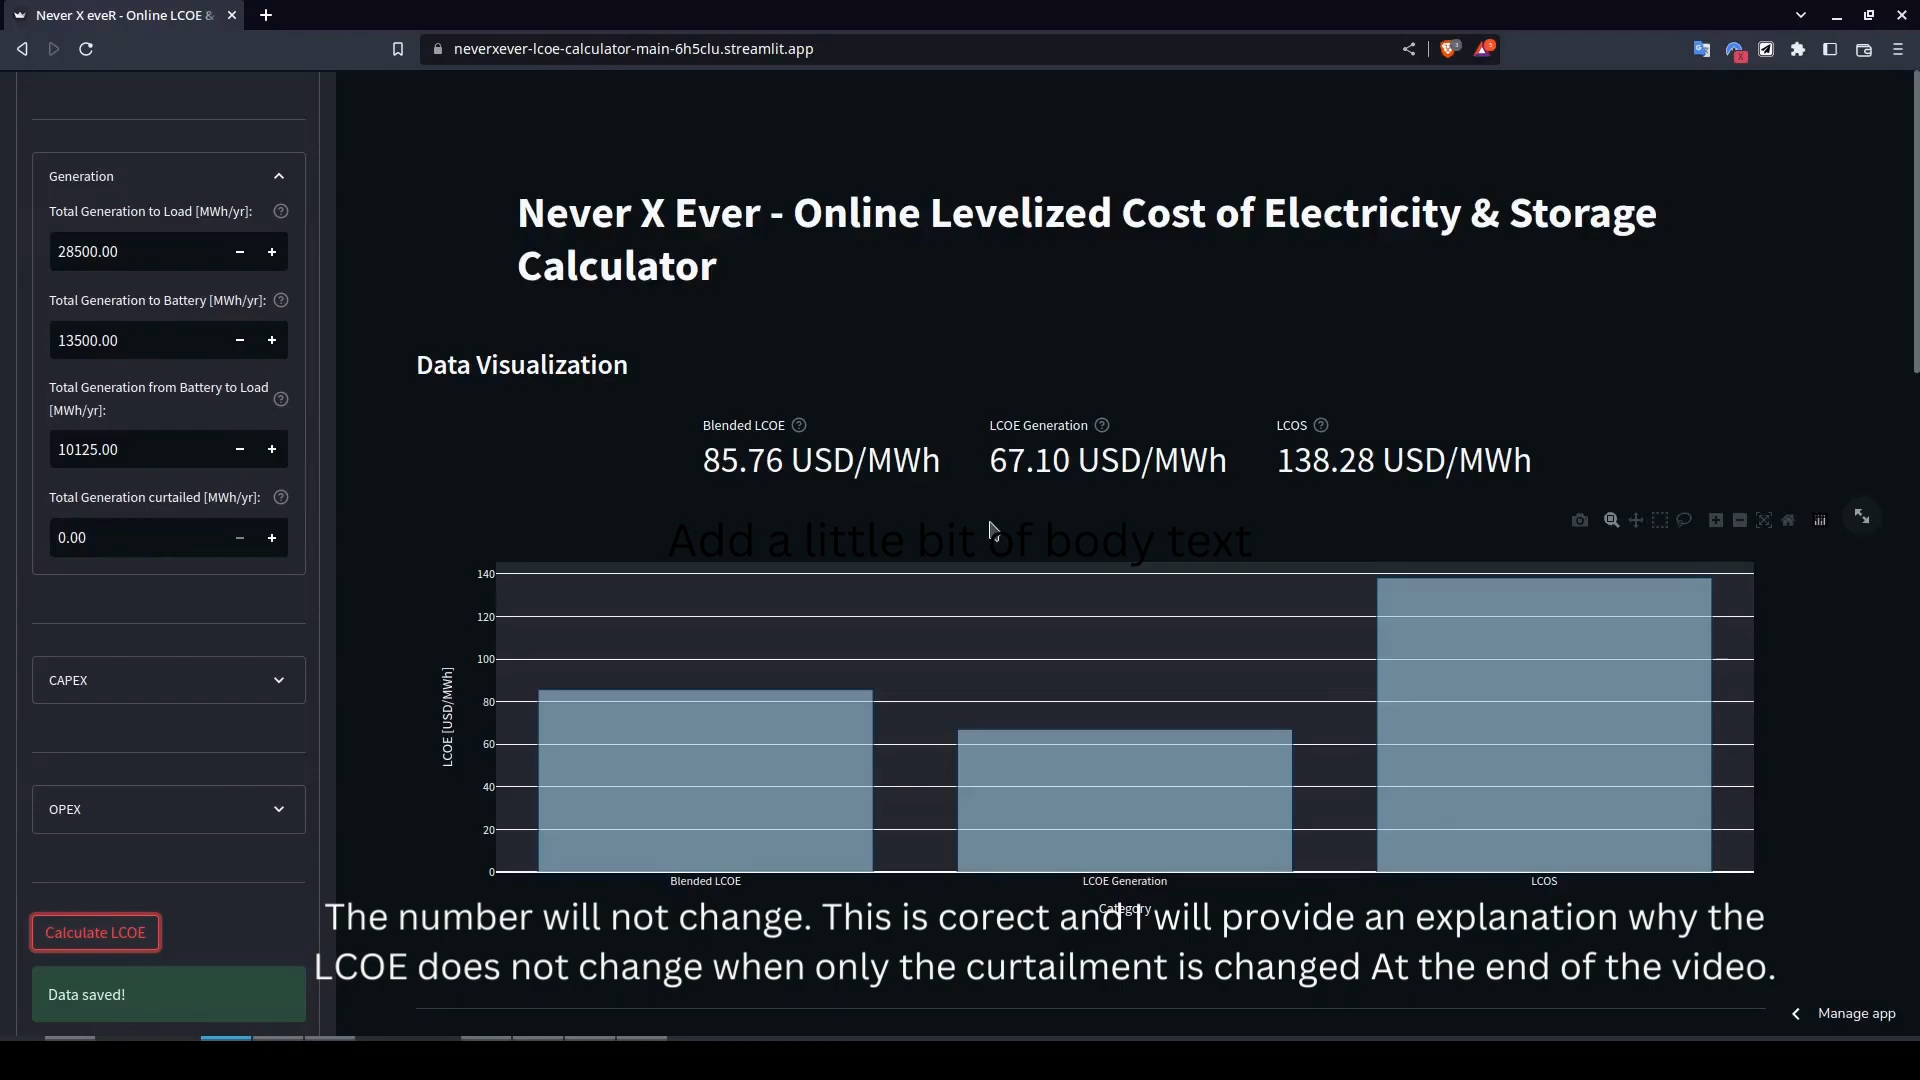 Never X eveR - Online LCOE &
neverxever-lcoe-calculator-main-6h5clu.streamlit.app
Generation
Total Generation to Load [MWh/yr]:
28500.00
Total Generation to Battery [MWh/yr]:
13500.00
Total Generation from Battery to Load
[MWh/yr]:
10125.00
Total Generation curtailed [MWh/yr]:
0.00
CAPEX
OPEX
Calculate LCOE
Data saved!
Never X Ever - Online Levelized Cost of Electricity & Storage
Calculator
Data Visualization
Blended LCOE
85.76 USD/MWh
LCOE Generation
67.10 USD/MWh
LCOS
138.28 USD/MWh
Add a little bit of body text
LCOE [USD/MWh]
140
120
100
80
60
40
20
0
Blended LCOE
LCOE Generation
LCOS
Category
The number will not change. This is corect and I will provide an explanation why the
LCOE does not change when only the curtailment is changed At the end of the video.
Manage app